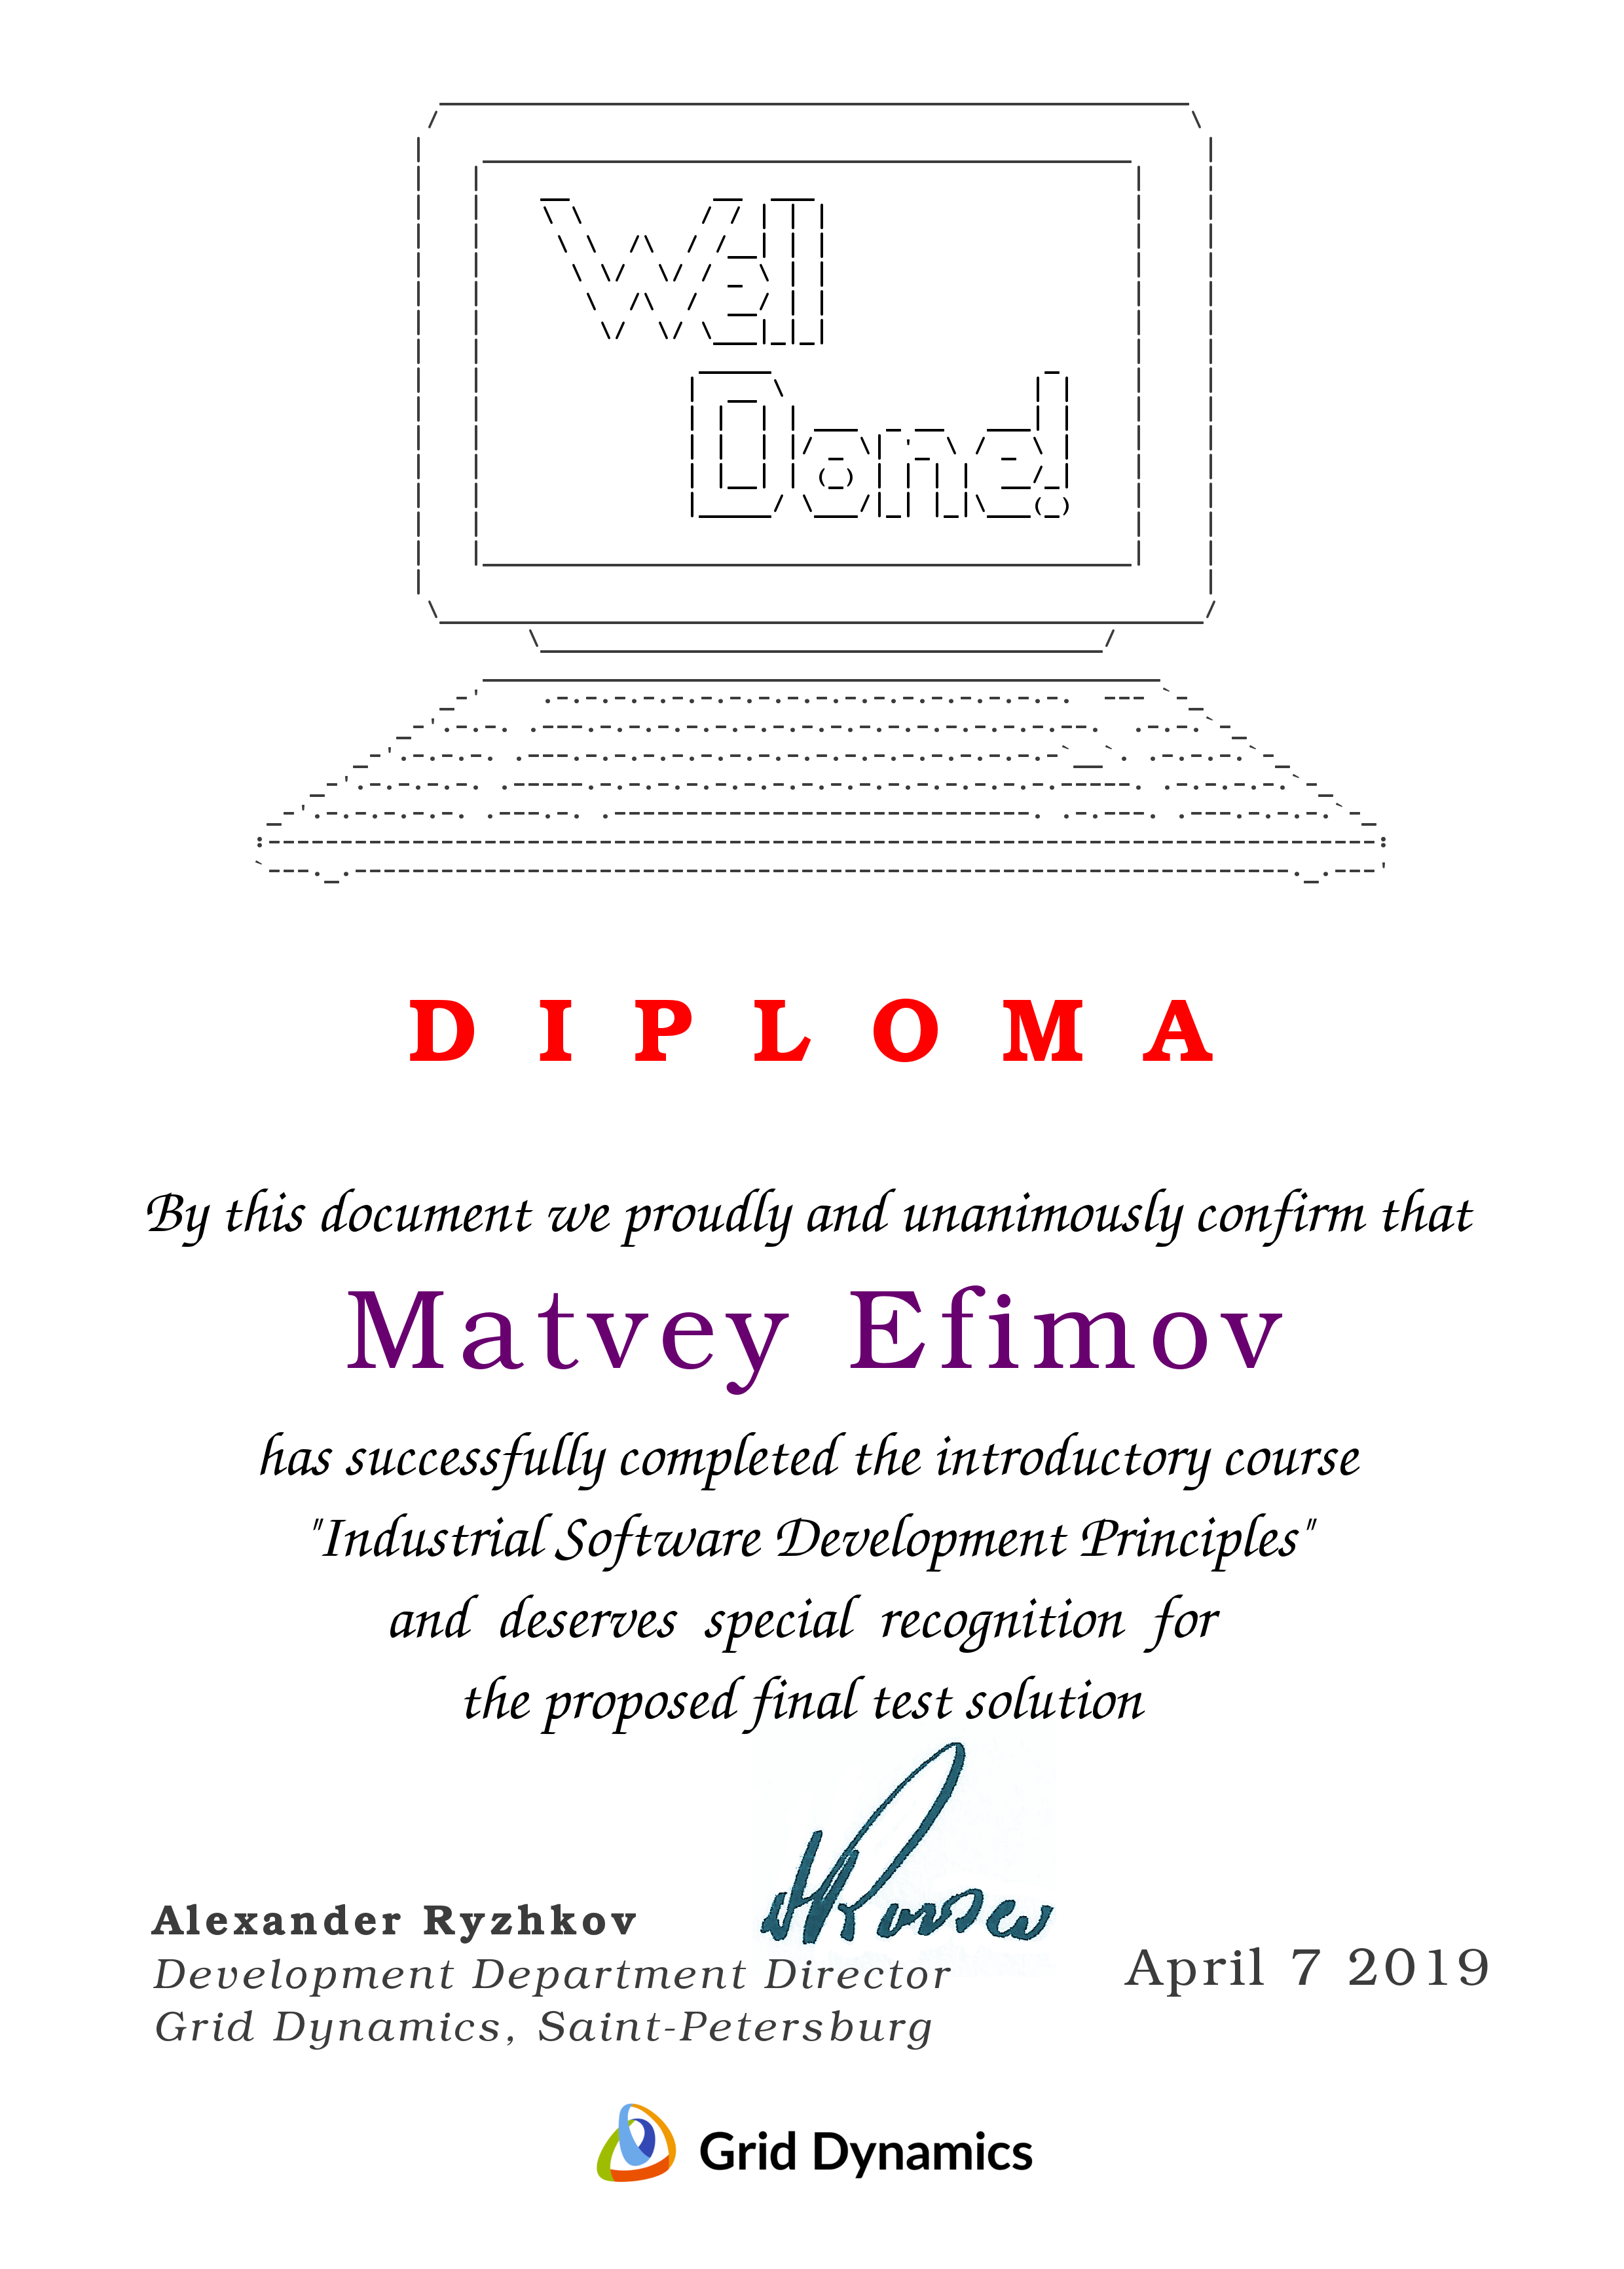 Well
Done!
D I P L O M A
By this document we proudly and unanimously confirm that
Matvey Efimov
has successfully completed the introductory course
"Industrial Software Development Principles"
and deserves special recognition for
the proposed final test solution
Alexander Ryzhkov
Development Department Director
Grid Dynamics, Saint-Petersburg
April 7 2019
Grid Dynamics